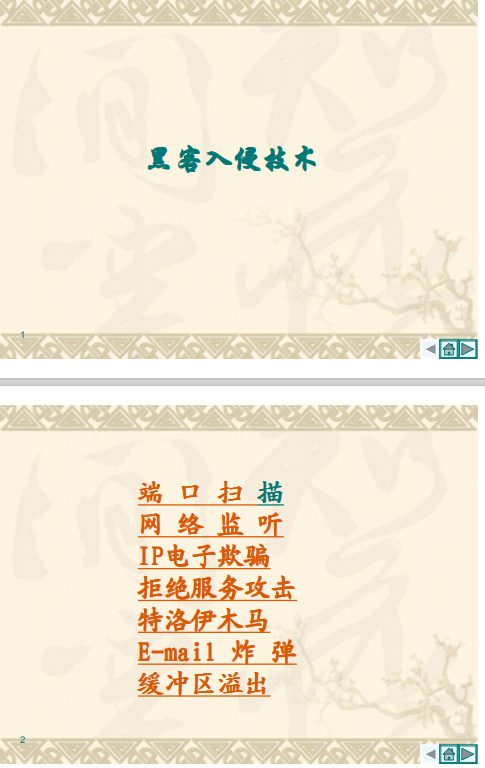 黑客入侵技术
1
端 口 扫 描
网 络 监 听
IP电子欺骗
拒绝服务攻击
特洛伊木马
E-mail 炸 弹
缓冲区溢出
2